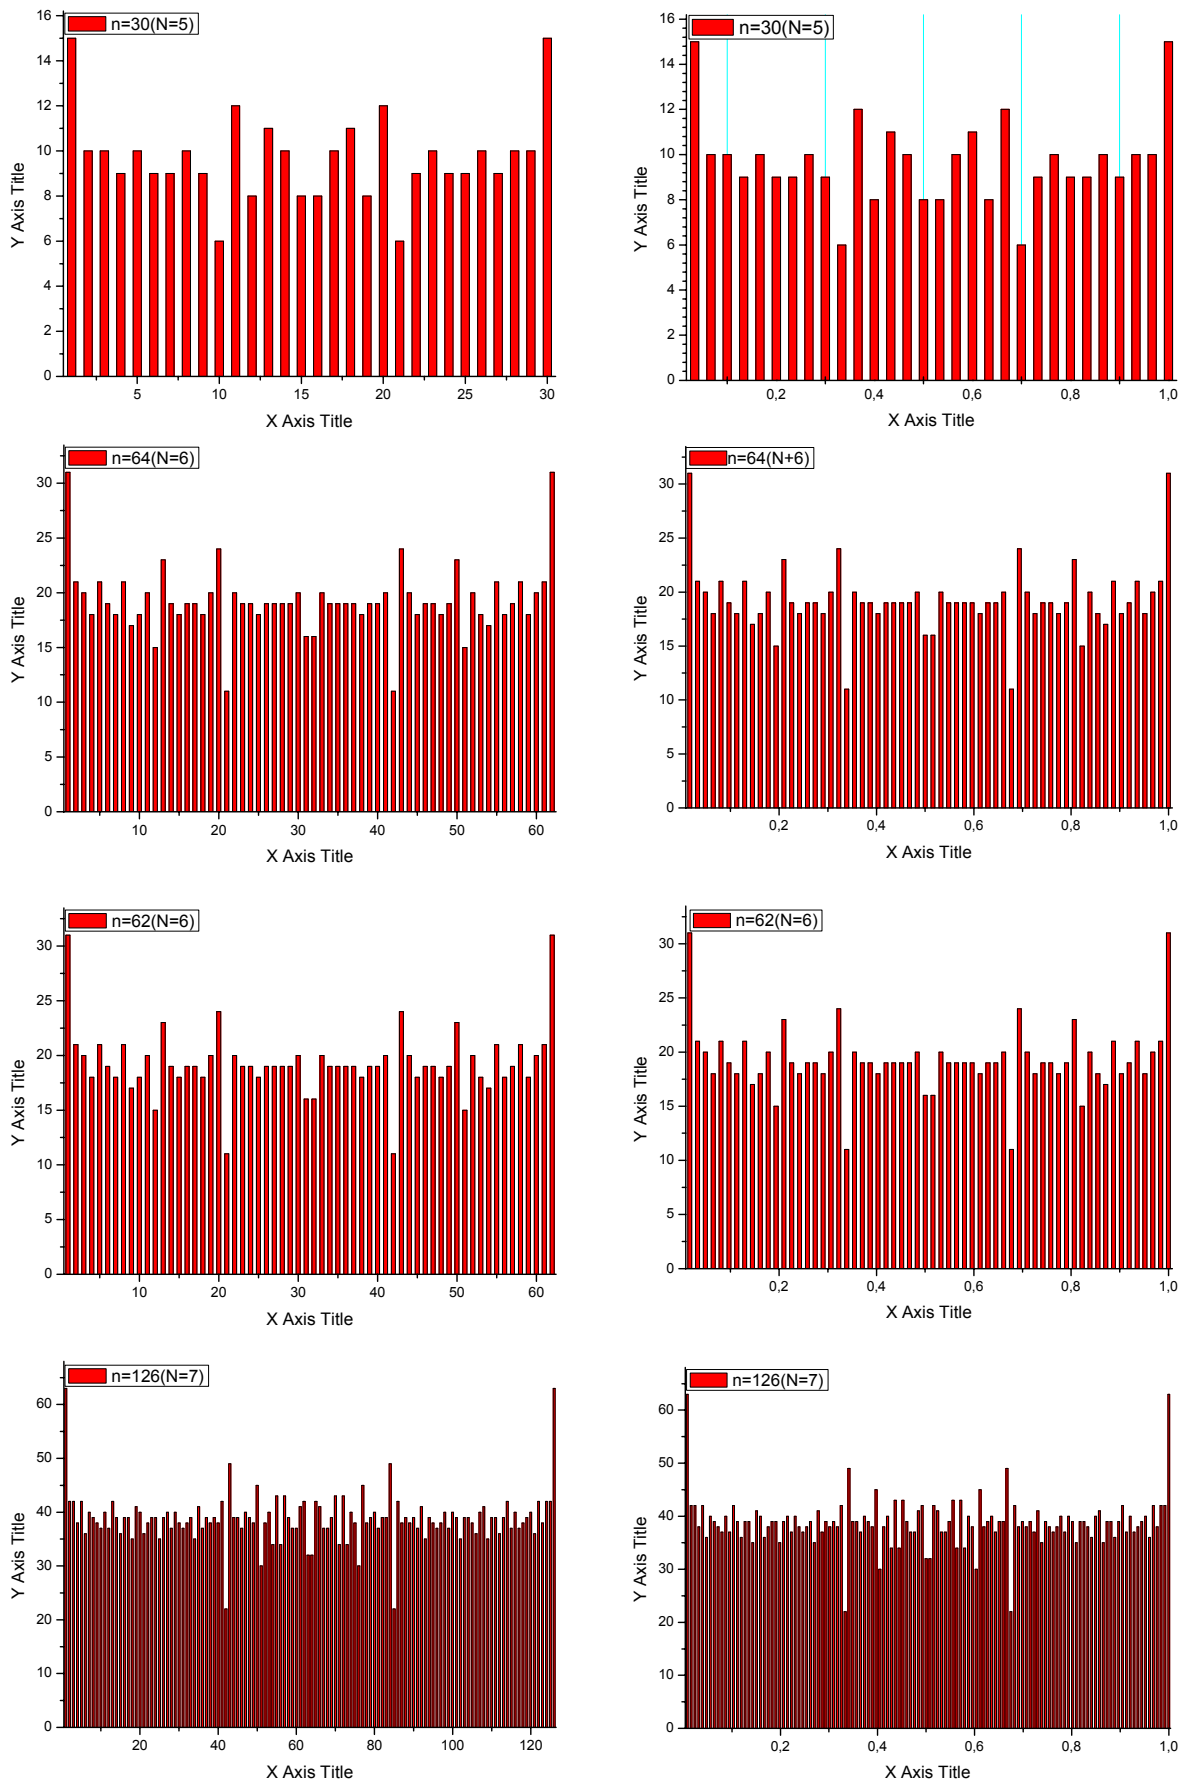 n=30(N=5)
16
14
12
10
8
6
4
2
0
Y Axis Title
5 10 15 20 25 30
X Axis Title
n=30(N=5)
16
14
12
10
8
6
4
2
0
Y Axis Title
0,2 0,4 0,6 0,8 1,0
X Axis Title
n=64(N=6)
30
25
20
15
10
5
0
Y Axis Title
10 20 30 40 50 60
X Axis Title
n=64(N+6)
30
25
20
15
10
5
0
Y Axis Title
0,2 0,4 0,6 0,8 1,0
X Axis Title
n=62(N=6)
30
25
20
15
10
5
0
Y Axis Title
10 20 30 40 50 60
X Axis Title
n=62(N=6)
30
25
20
15
10
5
0
Y Axis Title
0,2 0,4 0,6 0,8 1,0
X Axis Title
n=126(N=7)
60
50
40
30
20
10
0
Y Axis Title
20 40 60 80 100 120
X Axis Title
n=126(N=7)
60
50
40
30
20
10
0
Y Axis Title
0,2 0,4 0,6 0,8 1,0
X Axis Title